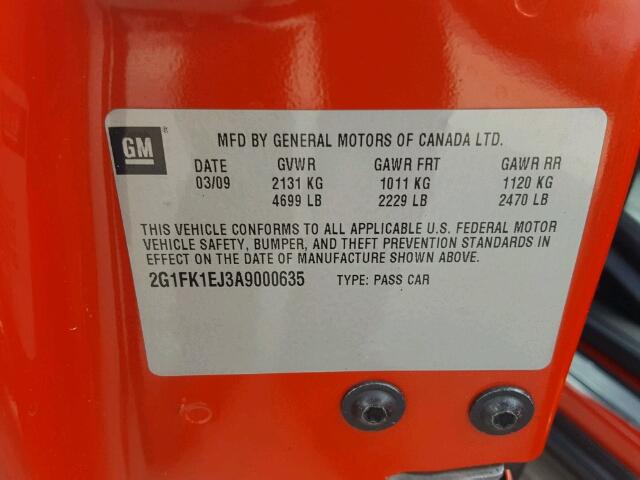 GM
MFD BY GENERAL MOTORS OF CANADA LTD.
DATE GVWR GAWR FRT GAWR RR
03/09 2131 KG 1011 KG 1120 KG
4699 LB 2229 LB 2470 LB
THIS VEHICLE CONFORMS TO ALL APPLICABLE U.S. FEDERAL MOTOR
VEHICLE SAFETY, BUMPER, AND THEFT PREVENTION STANDARDS IN
EFFECT ON THE DATE OF MANUFACTURE SHOWN ABOVE.
2G1FK1EJ3A9000635 TYPE: PASS CAR